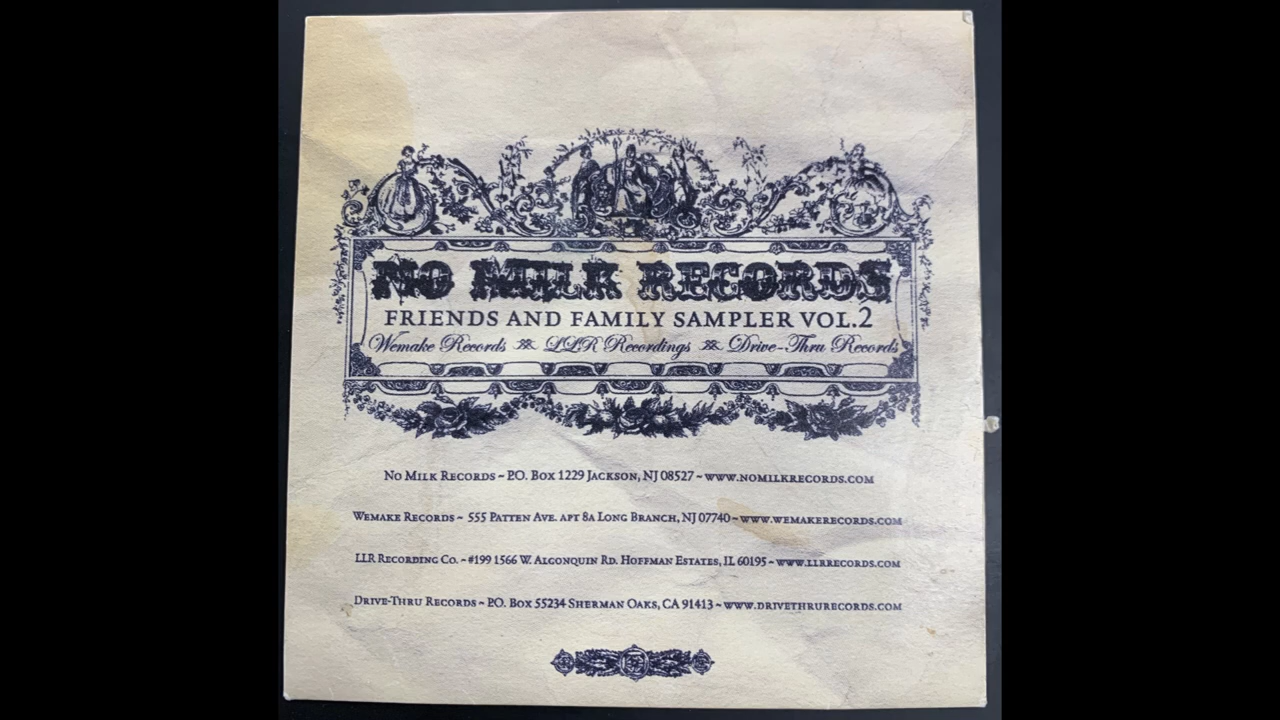 NO MILK RECORDS
FRIENDS AND FAMILY SAMPLER VOL.2
Wemake Records LLR Recordings Drive-Thru Records
NO MILK RECORDS ~ P.O. BOX 1229 JACKSON, NJ 08527 ~ WWW.NOMILKRECORDS.COM
WEMAKE RECORDS ~ 555 PATTEN AVE. APT 8A LONG BRANCH, NJ 07740 ~ WWW.WEMAKERECORDS.COM
LLR RECORDING CO. ~ #199 1566 W. ALGONQUIN RD. HOFFMAN ESTATES, IL 60195 ~ WWW.LLRRECORDS.COM
DRIVE-THRU RECORDS ~ P.O. BOX 55234 SHERMAN OAKS, CA 91413 ~ WWW.DRIVETHRURECORDS.COM